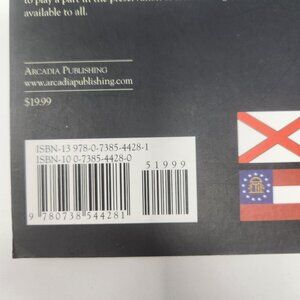 to play a part in the preservation
available to all.
ARCADIA PUBLISHING
www.arcadiapublishing.com
$19.99
ISBN-13 978-0-7385-4428-1
ISBN-10 0-7385-4428-0
51999
9 780738 544281